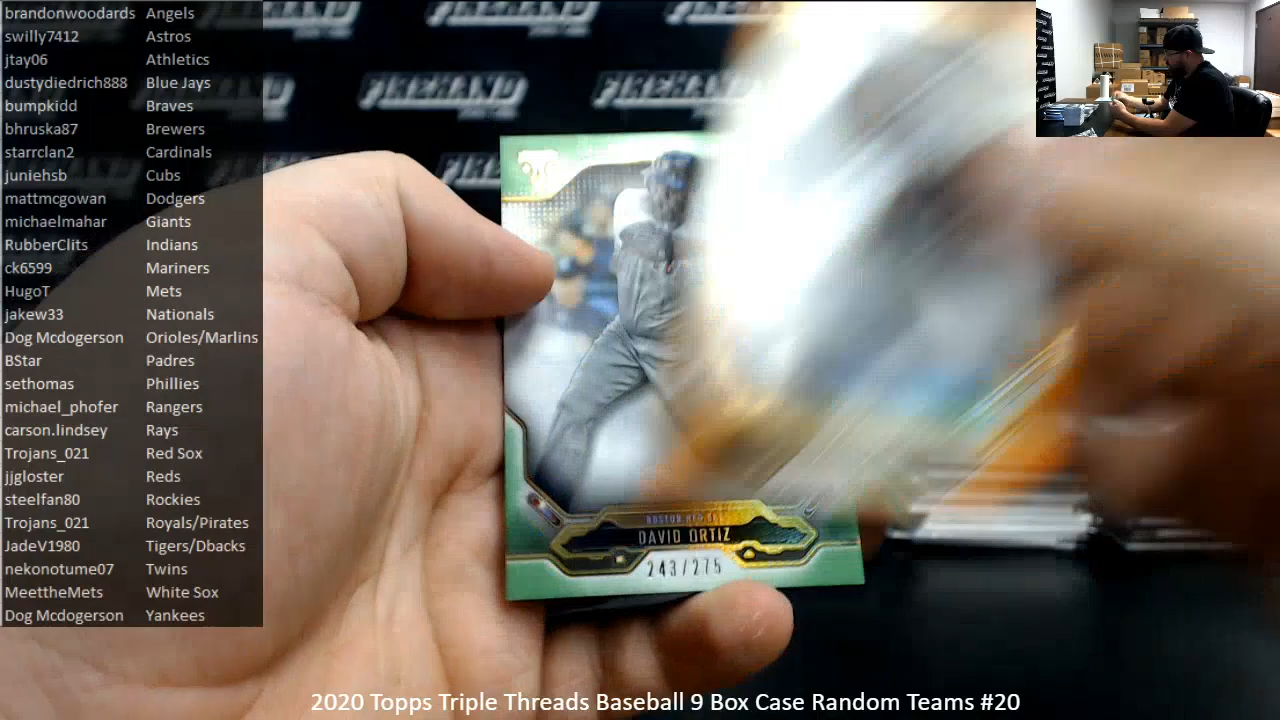 brandonwoodards Angels
swilly7412 Astros
jtay06 Athletics
dustydiedrich888 Blue Jays
bumpkidd Braves
bhruska87 Brewers
starrclan2 Cardinals
juniehsb Cubs
mattmcgowan Dodgers
michaelmahar Giants
RubberClits Indians
ck6599 Mariners
HugoT Mets
jakew33 Nationals
Dog Mcdogerson Orioles/Marlins
BStar Padres
sethomas Phillies
michael_phofer Rangers
carson.lindsey Rays
Trojans_021 Red Sox
jjgloster Reds
steelfan80 Rockies
Trojans_021 Royals/Pirates
JadeV1980 Tigers/Dbacks
nekonotume07 Twins
MeettheMets White Sox
Dog Mcdogerson Yankees
FIREHAND
FIREHAND
FIREHAND
BOSTON RED SOX
DAVID ORTIZ
243/275
2020 Topps Triple Threads Baseball 9 Box Case Random Teams #20